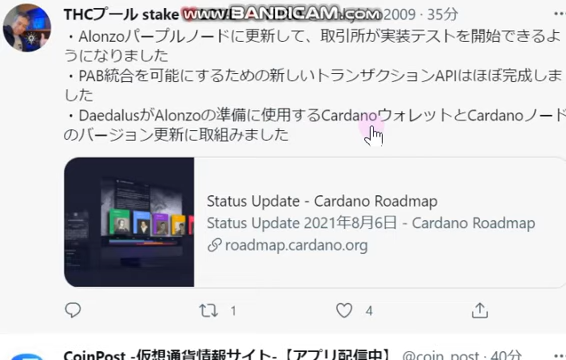 THCプール stake
www.BANDICAM.com
2009・35分
・Alonzoパープルノードに更新して、取引所が実装テストを開始できるよ
うになりました
・PAB統合を可能にするための新しいトランザクションAPIはほぼ完成しま
した
・DaedalusがAlonzoの準備に使用するCardanoウォレットとCardanoノード
のバージョン更新に取組みました
Status Update - Cardano Roadmap
Status Update 2021年8月6日 - Cardano Roadmap
roadmap.cardano.org
1
4
CoinPost -仮想通貨情報サイト-【アプリ配信中】 @coin_post・40分